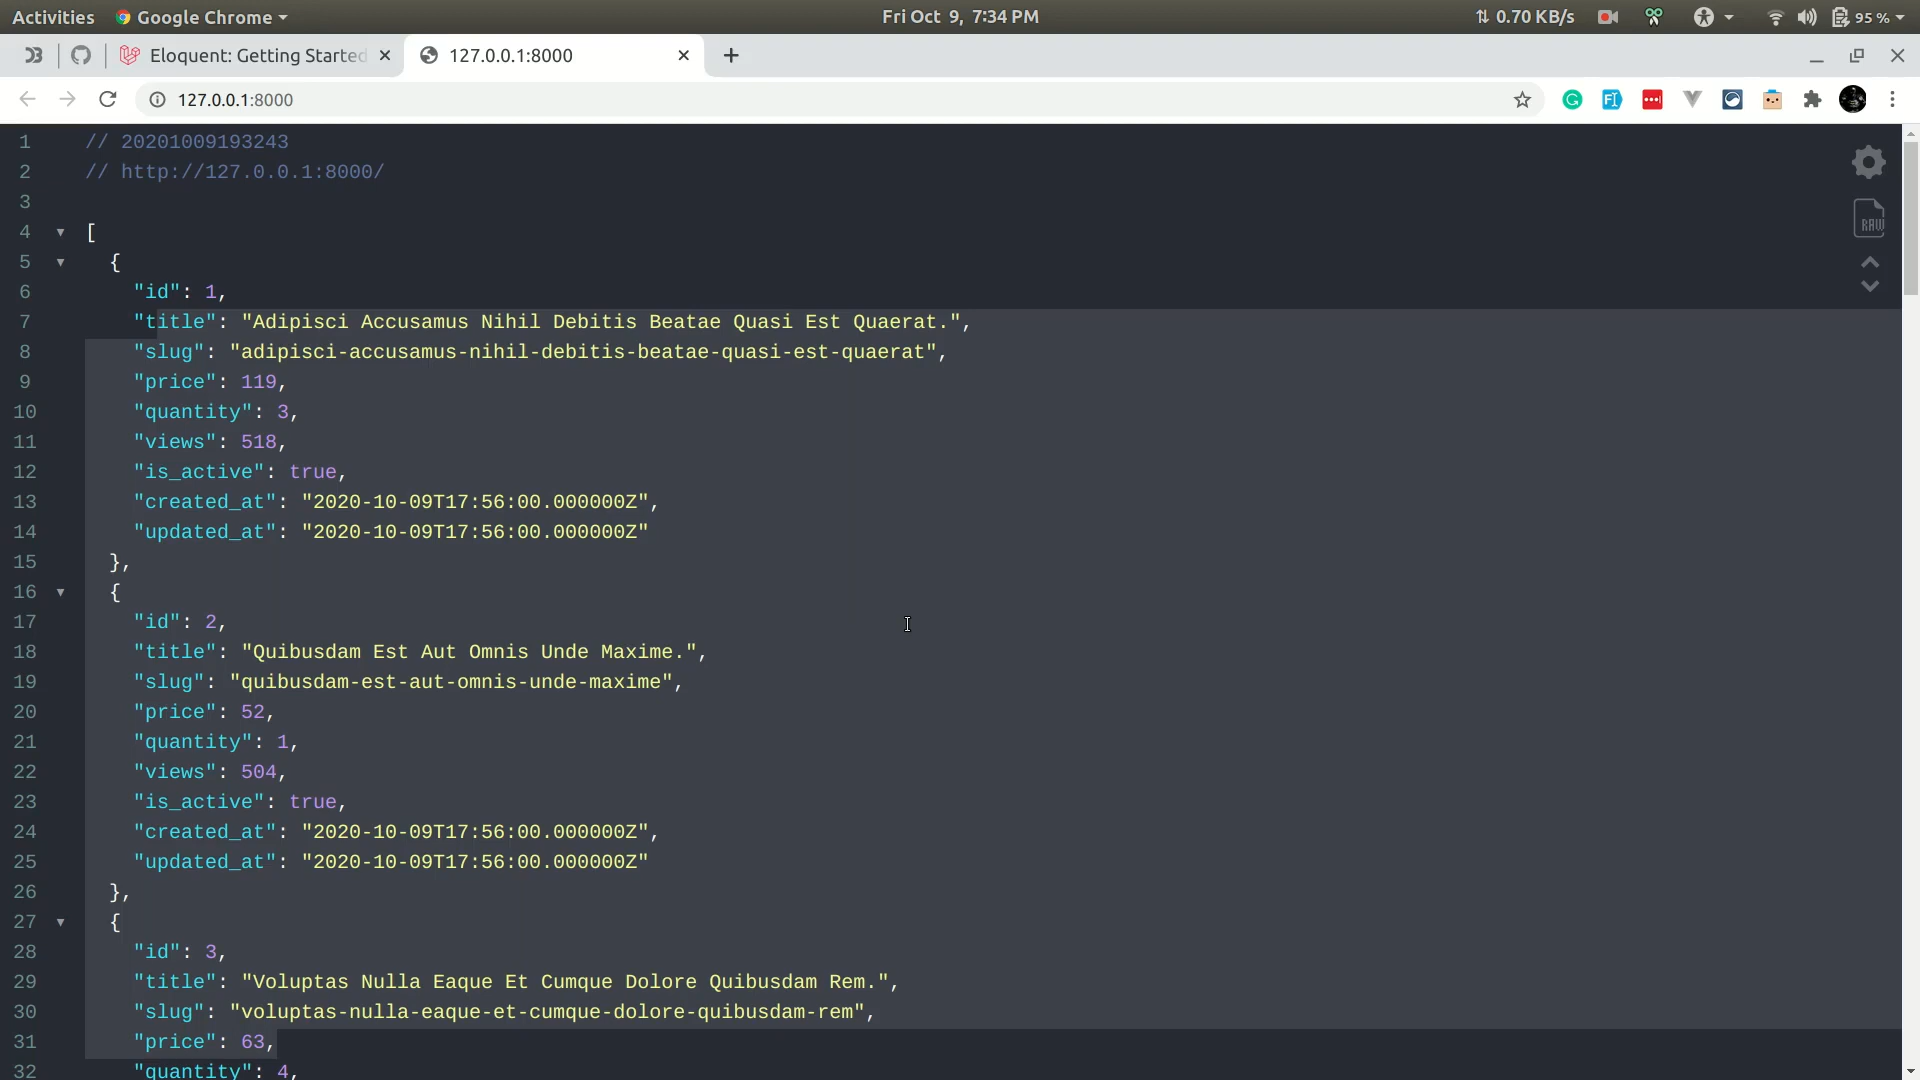 Activities Google Chrome Fri Oct 9, 7:34 PM 0.70 KB/s 95 %
Eloquent: Getting Started 127.0.0.1:8000
127.0.0.1:8000
1 // 20201009193243
2 // http://127.0.0.1:8000/
3
4 [
5 {
6 "id": 1,
7 "title": "Adipisci Accusamus Nihil Debitis Beatae Quasi Est Quaerat.",
8 "slug": "adipisci-accusamus-nihil-debitis-beatae-quasi-est-quaerat",
9 "price": 119,
10 "quantity": 3,
11 "views": 518,
12 "is_active": true,
13 "created_at": "2020-10-09T17:56:00.000000Z",
14 "updated_at": "2020-10-09T17:56:00.000000Z"
15 },
16 {
17 "id": 2,
18 "title": "Quibusdam Est Aut Omnis Unde Maxime.",
19 "slug": "quibusdam-est-aut-omnis-unde-maxime",
20 "price": 52,
21 "quantity": 1,
22 "views": 504,
23 "is_active": true,
24 "created_at": "2020-10-09T17:56:00.000000Z",
25 "updated_at": "2020-10-09T17:56:00.000000Z"
26 },
27 {
28 "id": 3,
29 "title": "Voluptas Nulla Eaque Et Cumque Dolore Quibusdam Rem.",
30 "slug": "voluptas-nulla-eaque-et-cumque-dolore-quibusdam-rem",
31 "price": 63,
32 "quantity": 4,
RAW